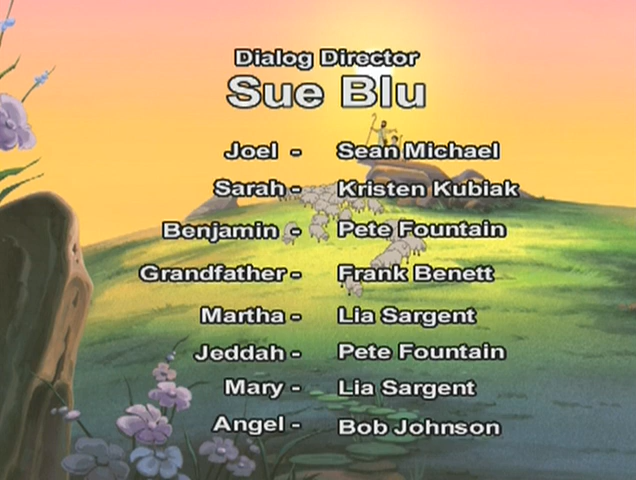 Dialog Director
Sue Blu
Joel - Sean Michael
Sarah - Kristen Kubiak
Benjamin - Pete Fountain
Grandfather - Frank Benett
Martha - Lia Sargent
Jeddah - Pete Fountain
Mary - Lia Sargent
Angel - Bob Johnson